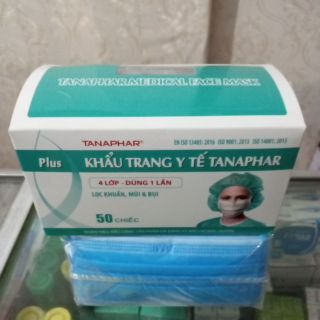 TANAPHAR MEDICAL FACE MASK
TANAPHAR®
EN ISO 13485: 2016 ISO 9001: 2015 ISO 14001: 2015
Plus
KHẨU TRANG Y TẾ TANAPHAR
4 LỚP - DÙNG 1 LẦN
LỌC KHUẨN, MÙI & BỤI
50 CHIẾC